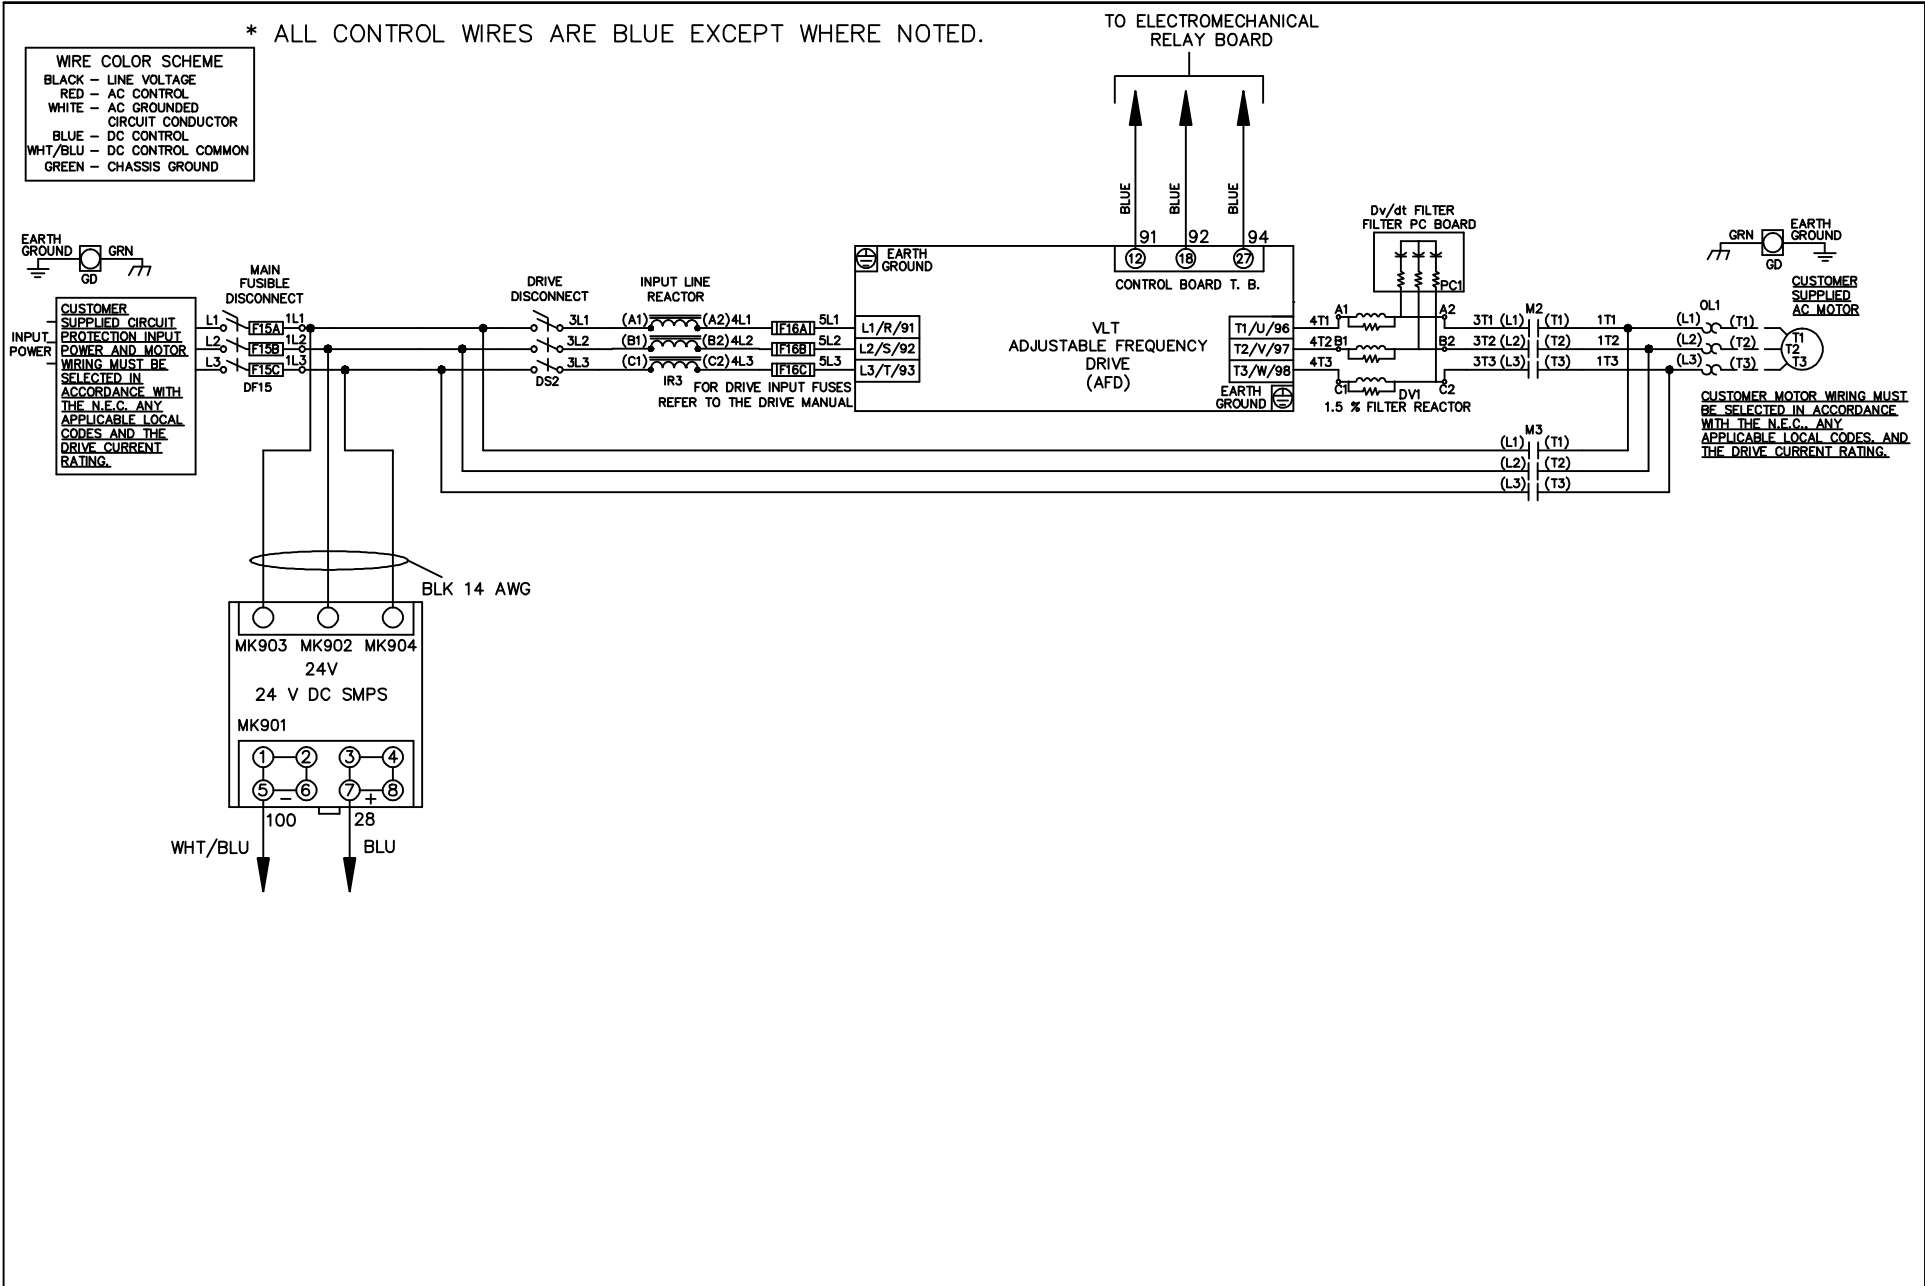 * ALL CONTROL WIRES ARE BLUE EXCEPT WHERE NOTED.
TO ELECTROMECHANICAL
RELAY BOARD
WIRE COLOR SCHEME
BLACK – LINE VOLTAGE
RED – AC CONTROL
WHITE – AC GROUNDED
CIRCUIT CONDUCTOR
BLUE – DC CONTROL
WHT/BLU – DC CONTROL COMMON
GREEN – CHASSIS GROUND
BLUE
BLUE
BLUE
91
92
94
12
18
27
CONTROL BOARD T. B.
EARTH
GROUND
GRN
GD
MAIN
FUSIBLE
DISCONNECT
DRIVE
DISCONNECT
INPUT LINE
REACTOR
EARTH
GROUND
Dv/dt FILTER
FILTER PC BOARD
PC1
GRN
EARTH
GROUND
GD
CUSTOMER
SUPPLIED
AC MOTOR
INPUT
POWER
CUSTOMER
SUPPLIED CIRCUIT
PROTECTION INPUT
POWER AND MOTOR
WIRING MUST BE
SELECTED IN
ACCORDANCE WITH
THE N.E.C. ANY
APPLICABLE LOCAL
CODES AND THE
DRIVE CURRENT
RATING.
L1 F15A 1L1
L2 F15B 1L2
L3 F15C 1L3
DF15
3L1
3L2
3L3
DS2
(A1) (A2) 4L1
(B1) (B2) 4L2
(C1) (C2) 4L3
IR3
F16A 5L1
F16B 5L2
F16C 5L3
FOR DRIVE INPUT FUSES
REFER TO THE DRIVE MANUAL
L1/R/91
L2/S/92
L3/T/93
VLT
ADJUSTABLE FREQUENCY
DRIVE
(AFD)
T1/U/96
T2/V/97
T3/W/98
EARTH
GROUND
4T1 A1 A2
4T2 B1 B2
4T3 C1 C2
DV1
1.5 % FILTER REACTOR
M2
3T1 (L1) (T1) 1T1
3T2 (L2) (T2) 1T2
3T3 (L3) (T3) 1T3
OL1
(L1) (T1)
(L2) (T2)
(L3) (T3)
T1
T2
T3
CUSTOMER MOTOR WIRING MUST
BE SELECTED IN ACCORDANCE
WITH THE N.E.C., ANY
APPLICABLE LOCAL CODES, AND
THE DRIVE CURRENT RATING.
M3
(L1) (T1)
(L2) (T2)
(L3) (T3)
BLK 14 AWG
MK903 MK902 MK904
24V
24 V DC SMPS
MK901
1 2 3 4
5 6 7 8
– +
100 28
WHT/BLU BLU